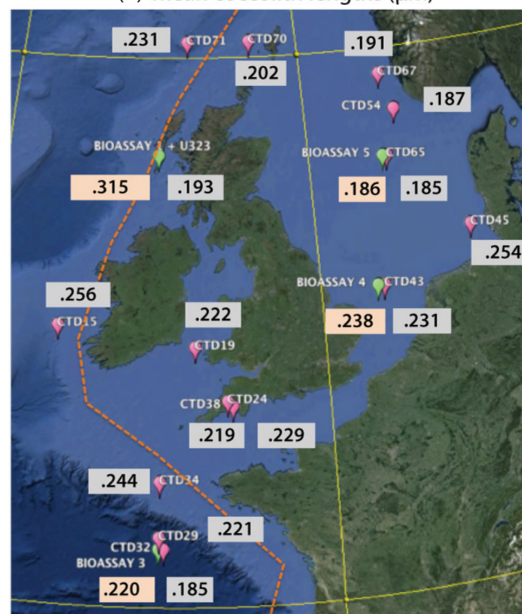 .231
CTD71
CTD70
.202
.191
CTD67
CTD54
.187
BIOASSAY
+ U323
.315
.193
BIOASSAY 5
CTD65
.186
.185
CTD45
.254
.256
CTD15
.222
CTD19
BIOASSAY 4
CTD43
.238
.231
CTD38
CTD24
.219
.229
.244
CTD34
.221
CTD29
CTD32
BIOASSAY 3
.220
.185